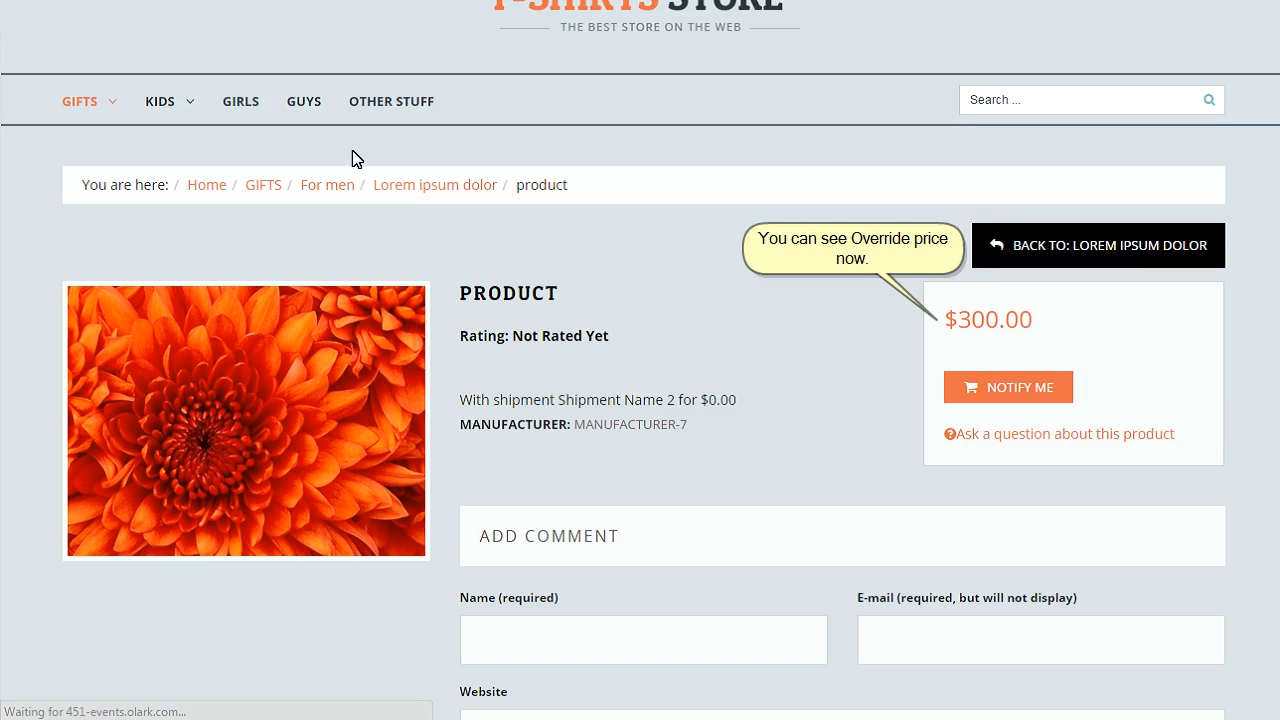 T-SHIRTS STORE
THE BEST STORE ON THE WEB
GIFTS KIDS GIRLS GUYS OTHER STUFF
Search ...
You are here: / Home / GIFTS / For men / Lorem ipsum dolor / product
You can see Override price
now.
BACK TO: LOREM IPSUM DOLOR
PRODUCT
$300.00
Rating: Not Rated Yet
NOTIFY ME
With shipment Shipment Name 2 for $0.00
MANUFACTURER: MANUFACTURER-7
Ask a question about this product
ADD COMMENT
Name (required)
E-mail (required, but will not display)
Website
Waiting for 451-events.olark.com...